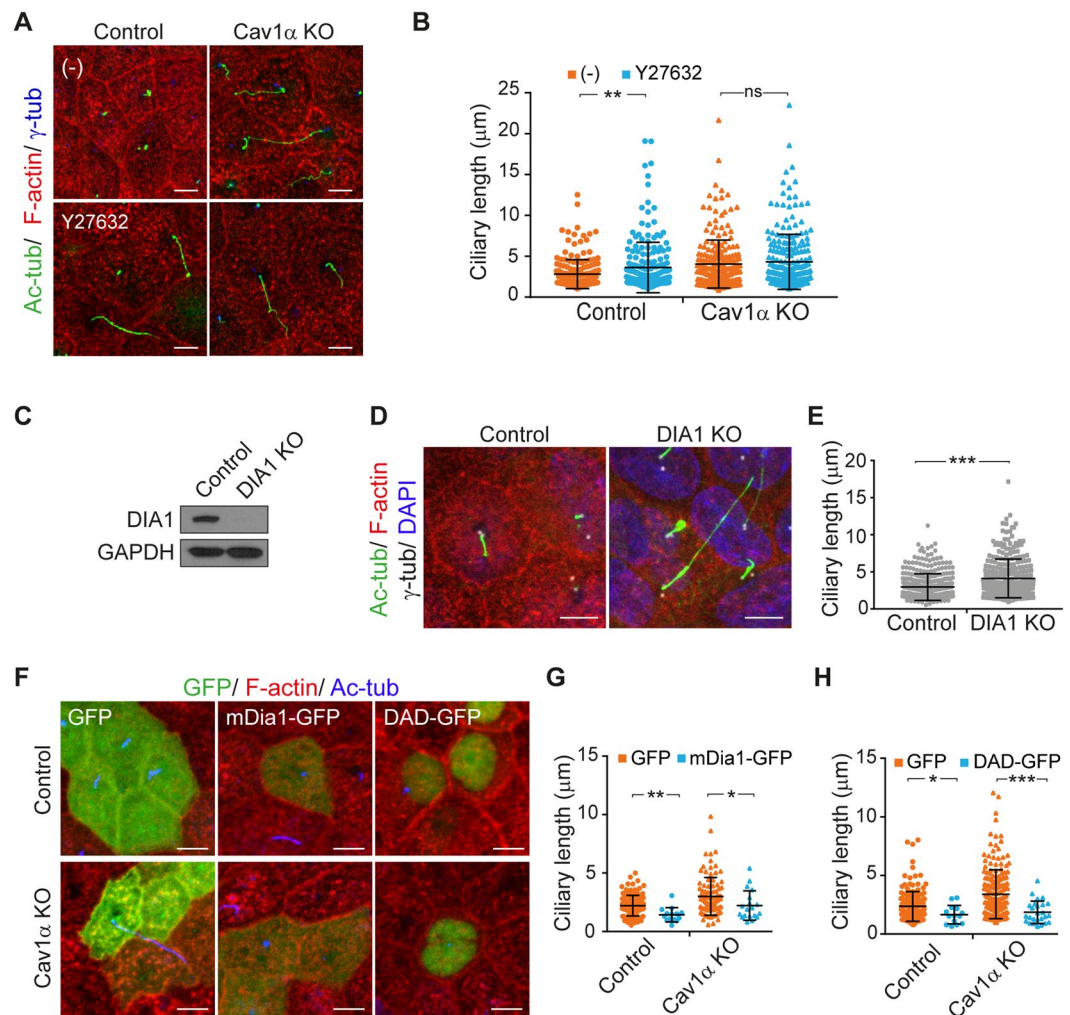 A
Control
Cav1α KO
(-)
Y27632
Ac-tub/ F-actin/ γ-tub
B
(-) Y27632
** ns
Ciliary length (μm)
25
20
15
10
5
0
Control Cav1α KO
C
Control
DIA1 KO
DIA1
GAPDH
D
Control DIA1 KO
Ac-tub/ F-actin
γ-tub/ DAPI
E
***
Ciliary length (μm)
20
15
10
5
0
Control DIA1 KO
F
GFP/ F-actin/ Ac-tub
GFP mDia1-GFP DAD-GFP
Control
Cav1α KO
G
GFP mDia1-GFP
** *
Ciliary length (μm)
15
10
5
0
Control
Cav1α KO
H
GFP DAD-GFP
* ***
Ciliary length (μm)
15
10
5
0
Control
Cav1α KO